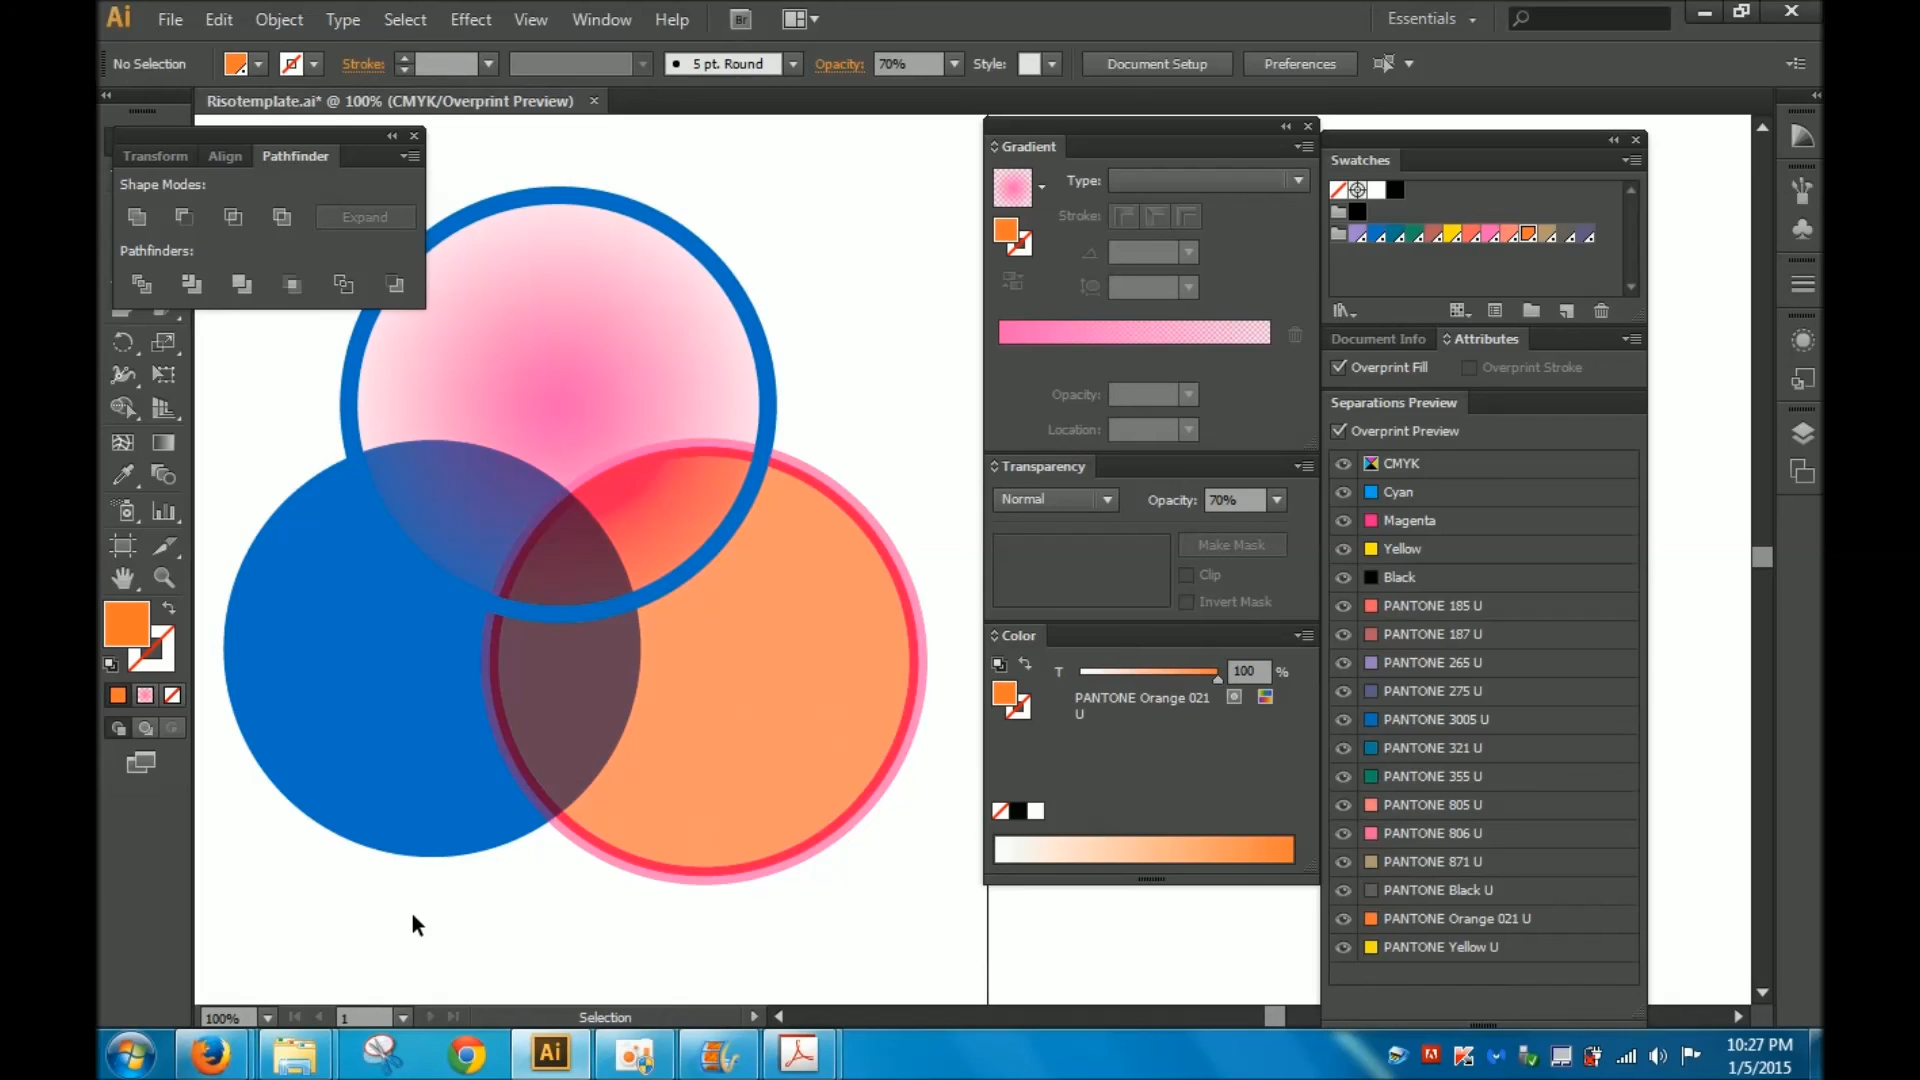 Ai File Edit Object Type Select Effect View Window Help Br Essentials
No Selection Stroke: 5 pt. Round Opacity: 70% Style: Document Setup Preferences
Risotemplate.ai* @ 100% (CMYK/Overprint Preview)
Transform Align Pathfinder
Shape Modes:
Expand
Pathfinders:
Gradient
Type:
Stroke:
Opacity:
Location:
Transparency
Normal Opacity: 70%
Make Mask
Clip
Invert Mask
Color
T 100 %
PANTONE Orange 021
U
Swatches
Document Info Attributes
Overprint Fill Overprint Stroke
Separations Preview
Overprint Preview
CMYK
Cyan
Magenta
Yellow
Black
PANTONE 185 U
PANTONE 187 U
PANTONE 265 U
PANTONE 275 U
PANTONE 3005 U
PANTONE 321 U
PANTONE 355 U
PANTONE 805 U
PANTONE 806 U
PANTONE 871 U
PANTONE Black U
PANTONE Orange 021 U
PANTONE Yellow U
100% 1 Selection
Ai
10:27 PM
1/5/2015